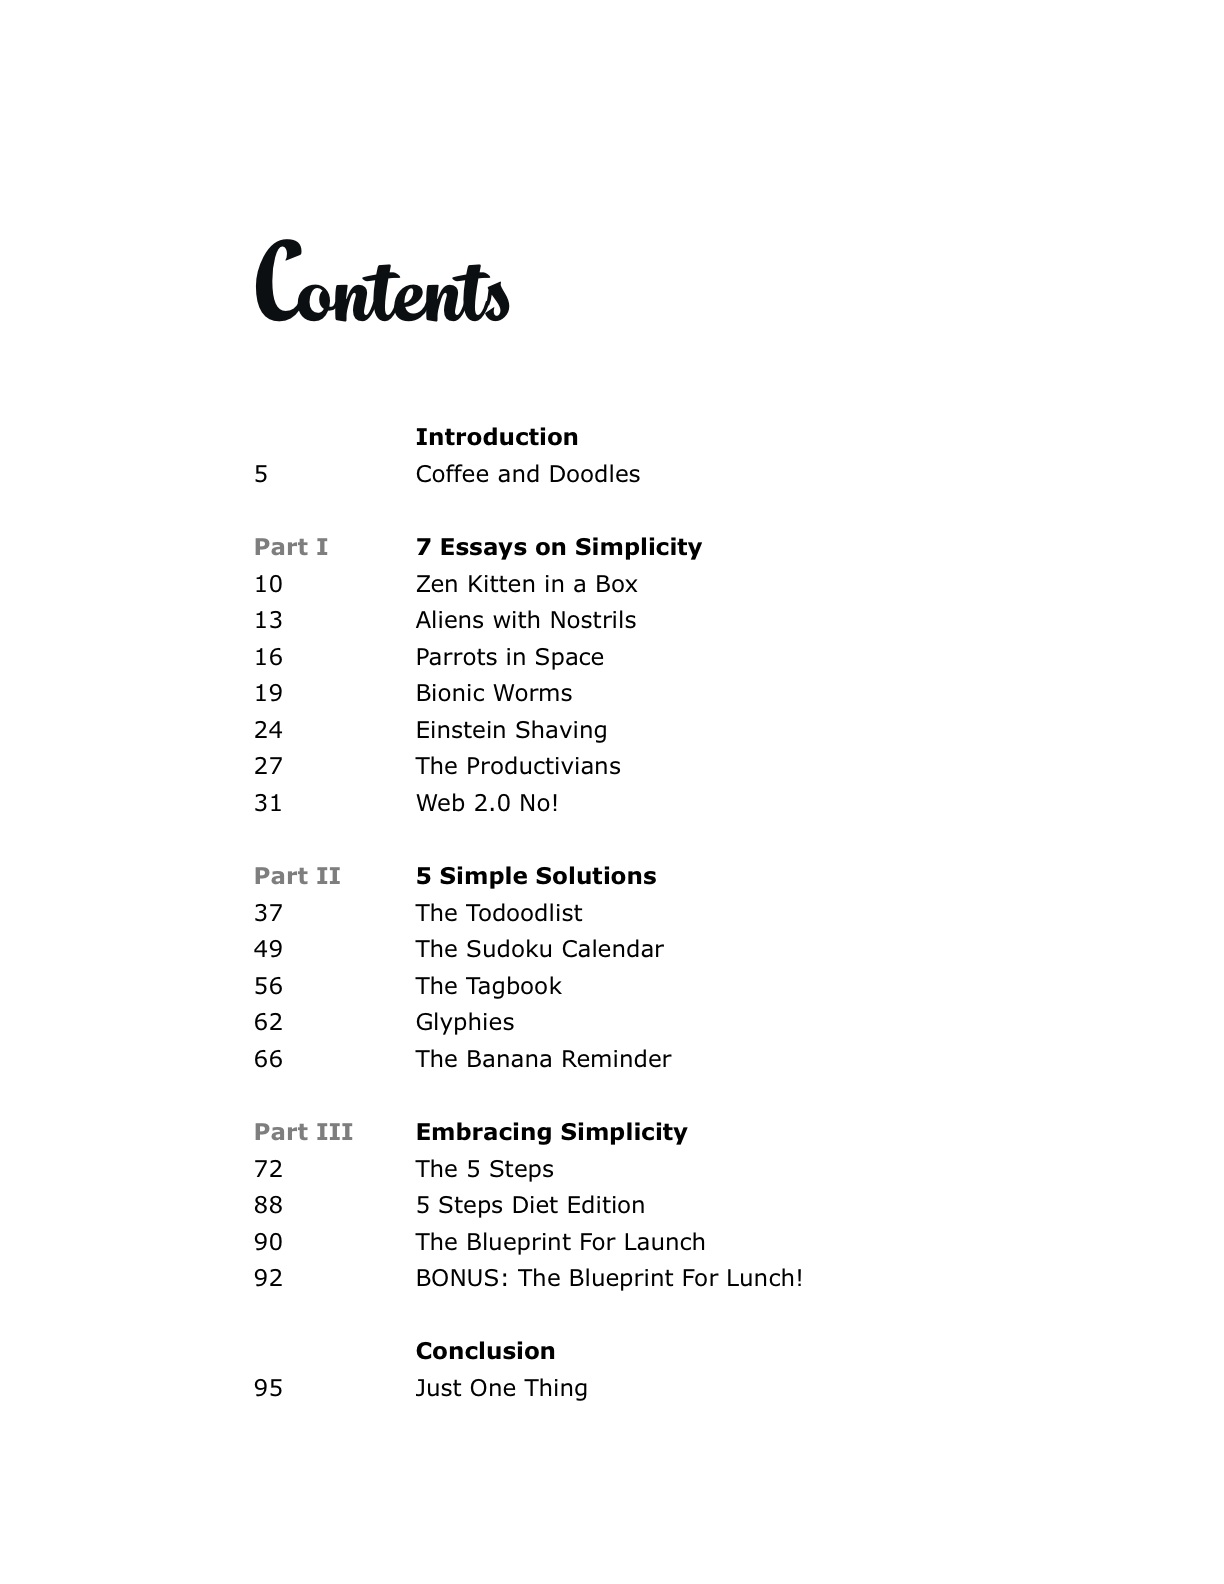 Contents
Introduction
5 Coffee and Doodles
Part I 7 Essays on Simplicity
10 Zen Kitten in a Box
13 Aliens with Nostrils
16 Parrots in Space
19 Bionic Worms
24 Einstein Shaving
27 The Productivians
31 Web 2.0 No!
Part II 5 Simple Solutions
37 The Todoodlist
49 The Sudoku Calendar
56 The Tagbook
62 Glyphies
66 The Banana Reminder
Part III Embracing Simplicity
72 The 5 Steps
88 5 Steps Diet Edition
90 The Blueprint For Launch
92 BONUS: The Blueprint For Lunch!
Conclusion
95 Just One Thing